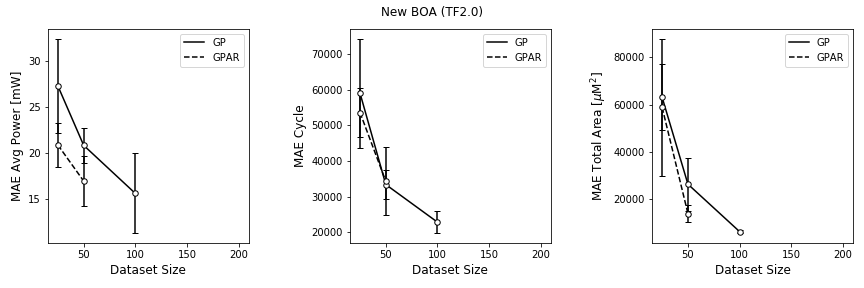 New BOA (TF2.0)
MAE Avg Power [mW]
30
25
20
15
50
100
150
200
Dataset Size
GP
GPAR
MAE Cycle
70000
60000
50000
40000
30000
20000
50
100
150
200
Dataset Size
GP
GPAR
MAE Total Area [μM²]
80000
60000
40000
20000
50
100
150
200
Dataset Size
GP
GPAR